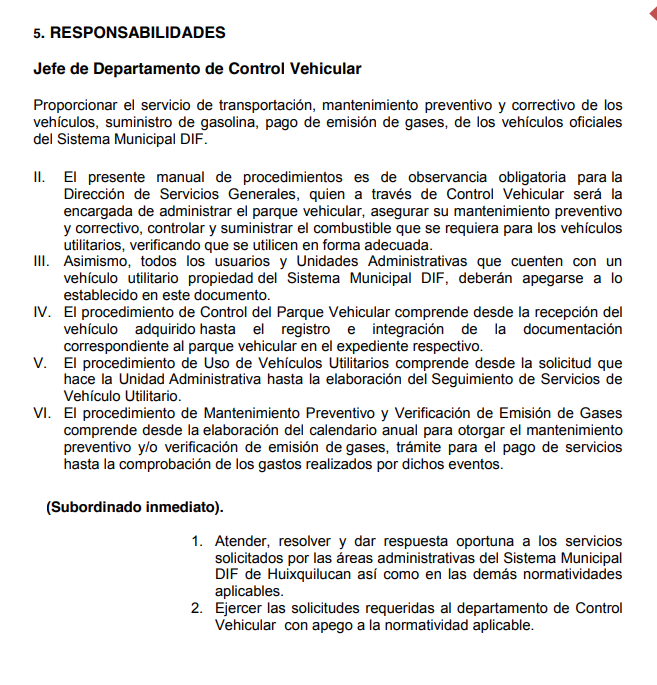 5. RESPONSABILIDADES
Jefe de Departamento de Control Vehicular
Proporcionar el servicio de transportación, mantenimiento preventivo y correctivo de los
vehículos, suministro de gasolina, pago de emisión de gases, de los vehículos oficiales
del Sistema Municipal DIF.
II. El presente manual de procedimientos es de observancia obligatoria para la
Dirección de Servicios Generales, quien a través de Control Vehicular será la
encargada de administrar el parque vehicular, asegurar su mantenimiento preventivo
y correctivo, controlar y suministrar el combustible que se requiera para los vehículos
utilitarios, verificando que se utilicen en forma adecuada.
III. Asimismo, todos los usuarios y Unidades Administrativas que cuenten con un
vehículo utilitario propiedad del Sistema Municipal DIF, deberán apegarse a lo
establecido en este documento.
IV. El procedimiento de Control del Parque Vehicular comprende desde la recepción del
vehículo adquirido hasta el registro e integración de la documentación
correspondiente al parque vehicular en el expediente respectivo.
V. El procedimiento de Uso de Vehículos Utilitarios comprende desde la solicitud que
hace la Unidad Administrativa hasta la elaboración del Seguimiento de Servicios de
Vehículo Utilitario.
VI. El procedimiento de Mantenimiento Preventivo y Verificación de Emisión de Gases
comprende desde la elaboración del calendario anual para otorgar el mantenimiento
preventivo y/o verificación de emisión de gases, trámite para el pago de servicios
hasta la comprobación de los gastos realizados por dichos eventos.
(Subordinado inmediato).
1. Atender, resolver y dar respuesta oportuna a los servicios
solicitados por las áreas administrativas del Sistema Municipal
DIF de Huixquilucan así como en las demás normatividades
aplicables.
2. Ejercer las solicitudes requeridas al departamento de Control
Vehicular con apego a la normatividad aplicable.